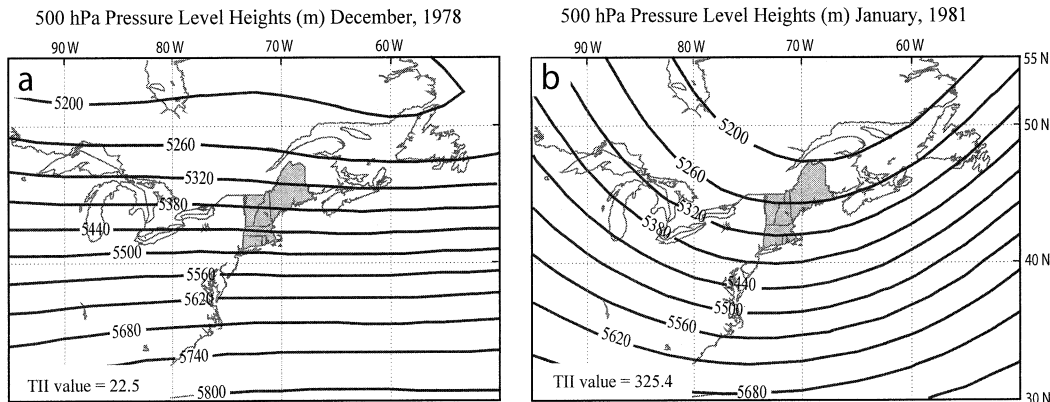 500 hPa Pressure Level Heights (m) December, 1978
90 W 80 W 70 W 60 W
a
5200
5260
5320
5380
5440
5500
5560
5620
5680
5740
5800
TII value = 22.5
500 hPa Pressure Level Heights (m) January, 1981
90 W 80 W 70 W 60 W
55 N
b
5200
50 N
5260
5320
5380
40 N
5440
5500
5560
5620
5680
TII value = 325.4
30 N